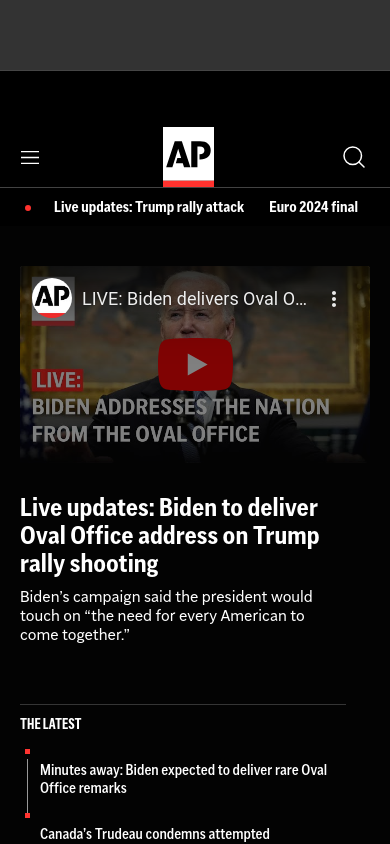 AP
Live updates: Trump rally attack Euro 2024 final
AP LIVE: Biden delivers Oval O...
LIVE:
BIDEN ADDRESSES THE NATION
FROM THE OVAL OFFICE
Live updates: Biden to deliver
Oval Office address on Trump
rally shooting
Biden’s campaign said the president would
touch on “the need for every American to
come together.”
THE LATEST
Minutes away: Biden expected to deliver rare Oval
Office remarks
Canada's Trudeau condemns attempted